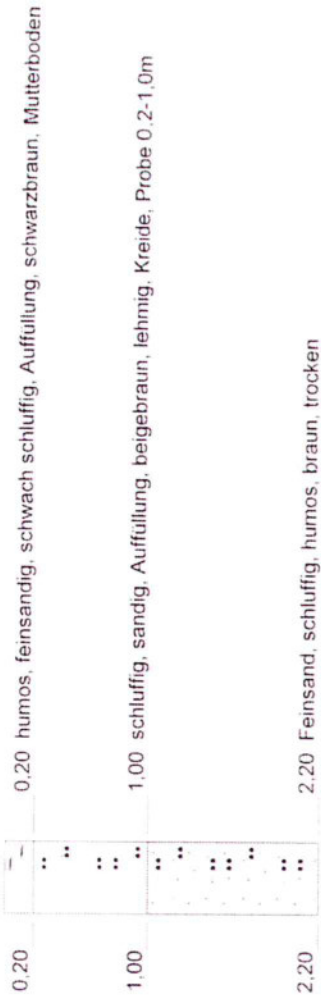 0,20 0,20 humos, feinsandig, schwach schluffig, Auffüllung, schwarzbraun, Mutterboden
1,00 1,00 schluffig, sandig, Auffüllung, beigebraun, lehmig, Kreide, Probe 0,2-1,0m
2,20 2,20 Feinsand, schluffig, humos, braun, trocken